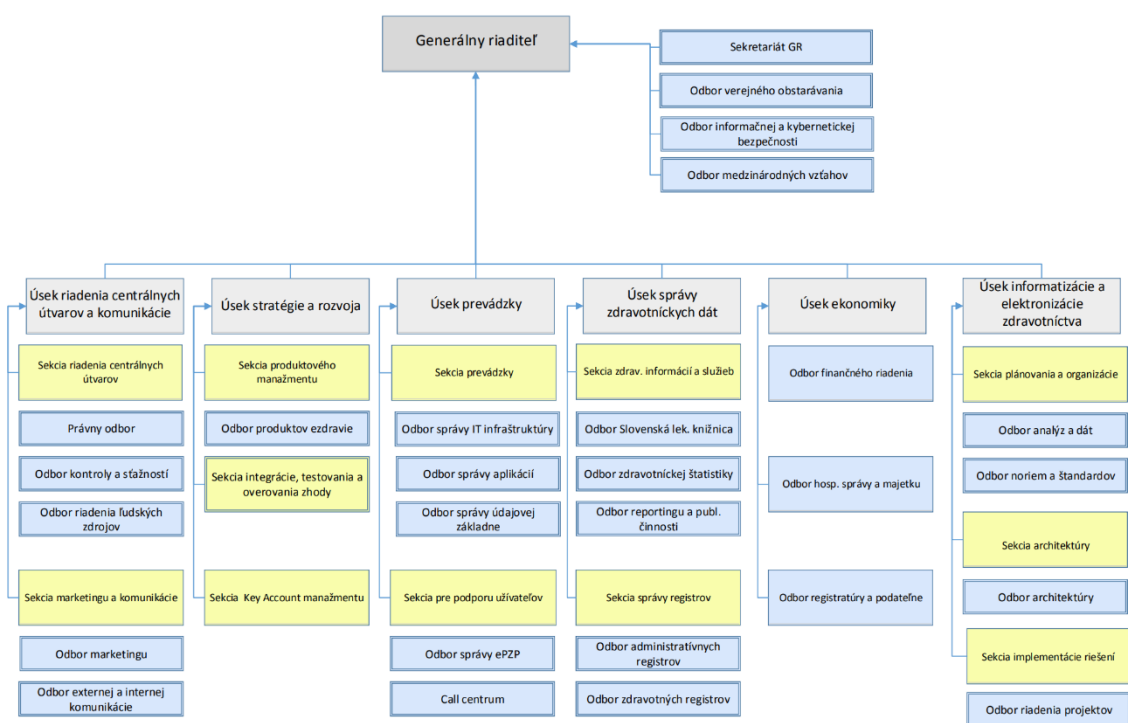 Generálny riaditeľ
Sekretariát GR
Odbor verejného obstarávania
Odbor informačnej a kybernetickej
bezpečnosti
Odbor medzinárodných vzťahov
Úsek riadenia centrálnych
útvarov a komunikácie
Sekcia riadenia centrálnych
útvarov
Právny odbor
Odbor kontroly a sťažností
Odbor riadenia ľudských
zdrojov
Sekcia marketingu a komunikácie
Odbor marketingu
Odbor externej a internej
komunikácie
Úsek stratégie a rozvoja
Sekcia produktového
manažmentu
Odbor produktov ezdravie
Sekcia integrácie, testovania a
overovania zhody
Sekcia Key Account manažmentu
Úsek prevádzky
Sekcia prevádzky
Odbor správy IT infraštruktúry
Odbor správy aplikácií
Odbor správy údajovej
základne
Sekcia pre podporu užívateľov
Odbor správy ePZP
Call centrum
Úsek správy
zdravotníckych dát
Sekcia zdrav. informácií a služieb
Odbor Slovenská lek. knižnica
Odbor zdravotníckej štatistiky
Odbor reportingu a publ.
činnosti
Sekcia správy registrov
Odbor administratívnych
registrov
Odbor zdravotných registrov
Úsek ekonomiky
Odbor finančného riadenia
Odbor hosp. správy a majetku
Odbor registratúry a podateľne
Úsek informatizácie a
elektronizácie
zdravotníctva
Sekcia plánovania a organizácie
Odbor analýz a dát
Odbor noriem a štandardov
Sekcia architektúry
Odbor architektúry
Sekcia implementácie riešení
Odbor riadenia projektov